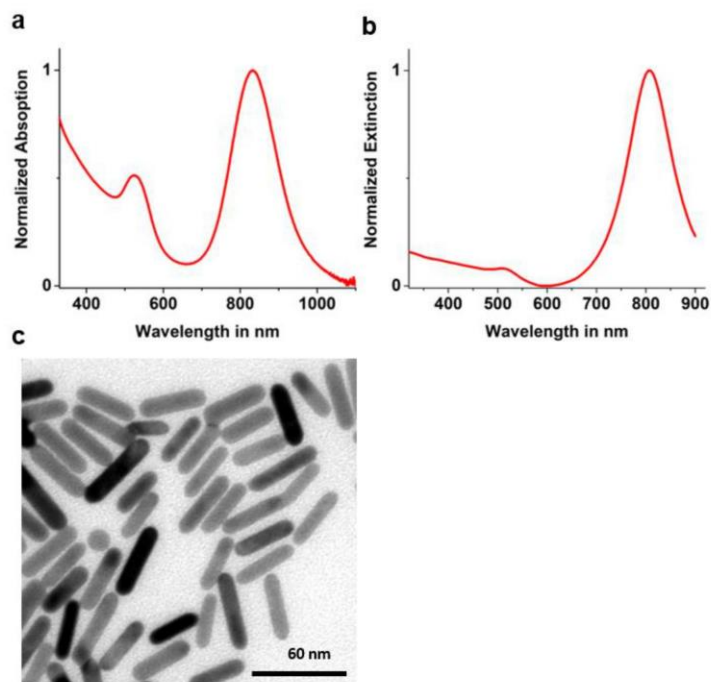 a
1
Normalized Absoption
0
400 600 800 1000
Wavelength in nm
b
1
Normalized Extinction
0
400 500 600 700 800 900
Wavelength in nm
c
60 nm